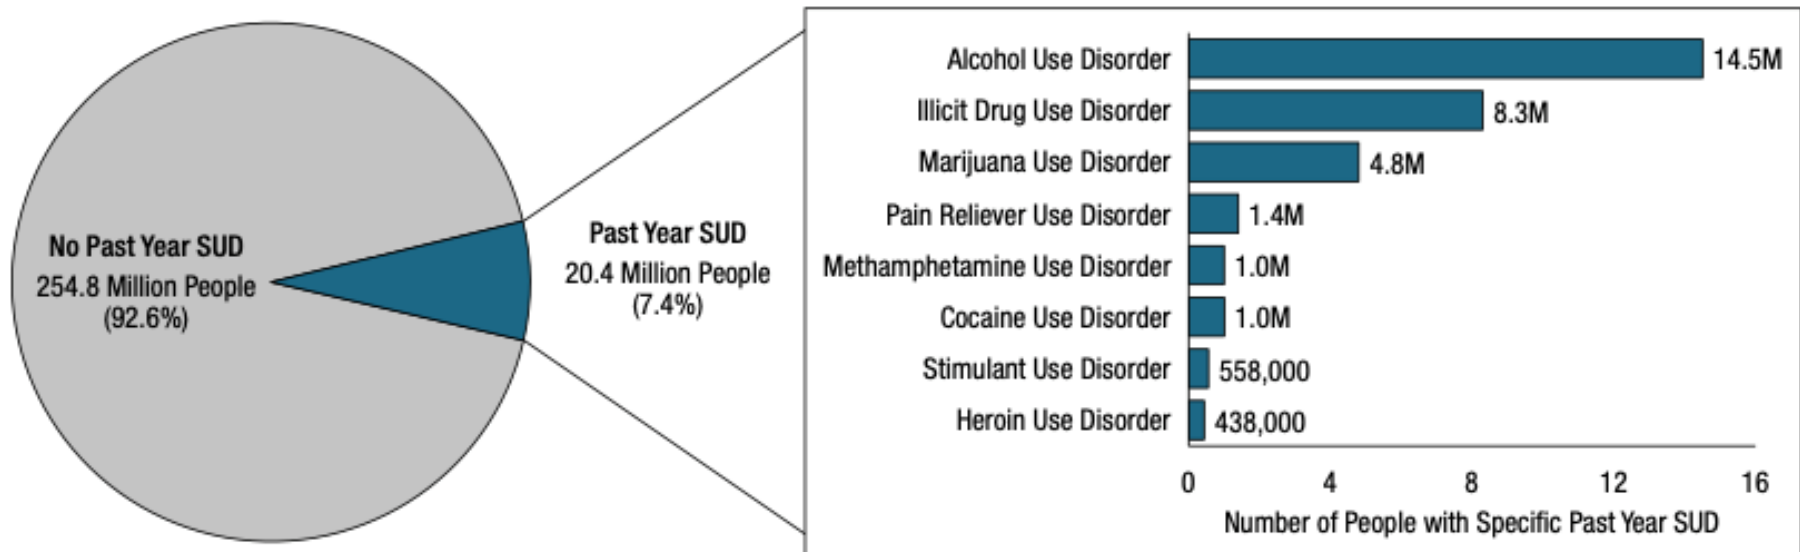 No Past Year SUD
254.8 Million People
(92.6%)
Past Year SUD
20.4 Million People
(7.4%)
Alcohol Use Disorder 14.5M
Illicit Drug Use Disorder 8.3M
Marijuana Use Disorder 4.8M
Pain Reliever Use Disorder 1.4M
Methamphetamine Use Disorder 1.0M
Cocaine Use Disorder 1.0M
Stimulant Use Disorder 558,000
Heroin Use Disorder 438,000
0 4 8 12 16
Number of People with Specific Past Year SUD